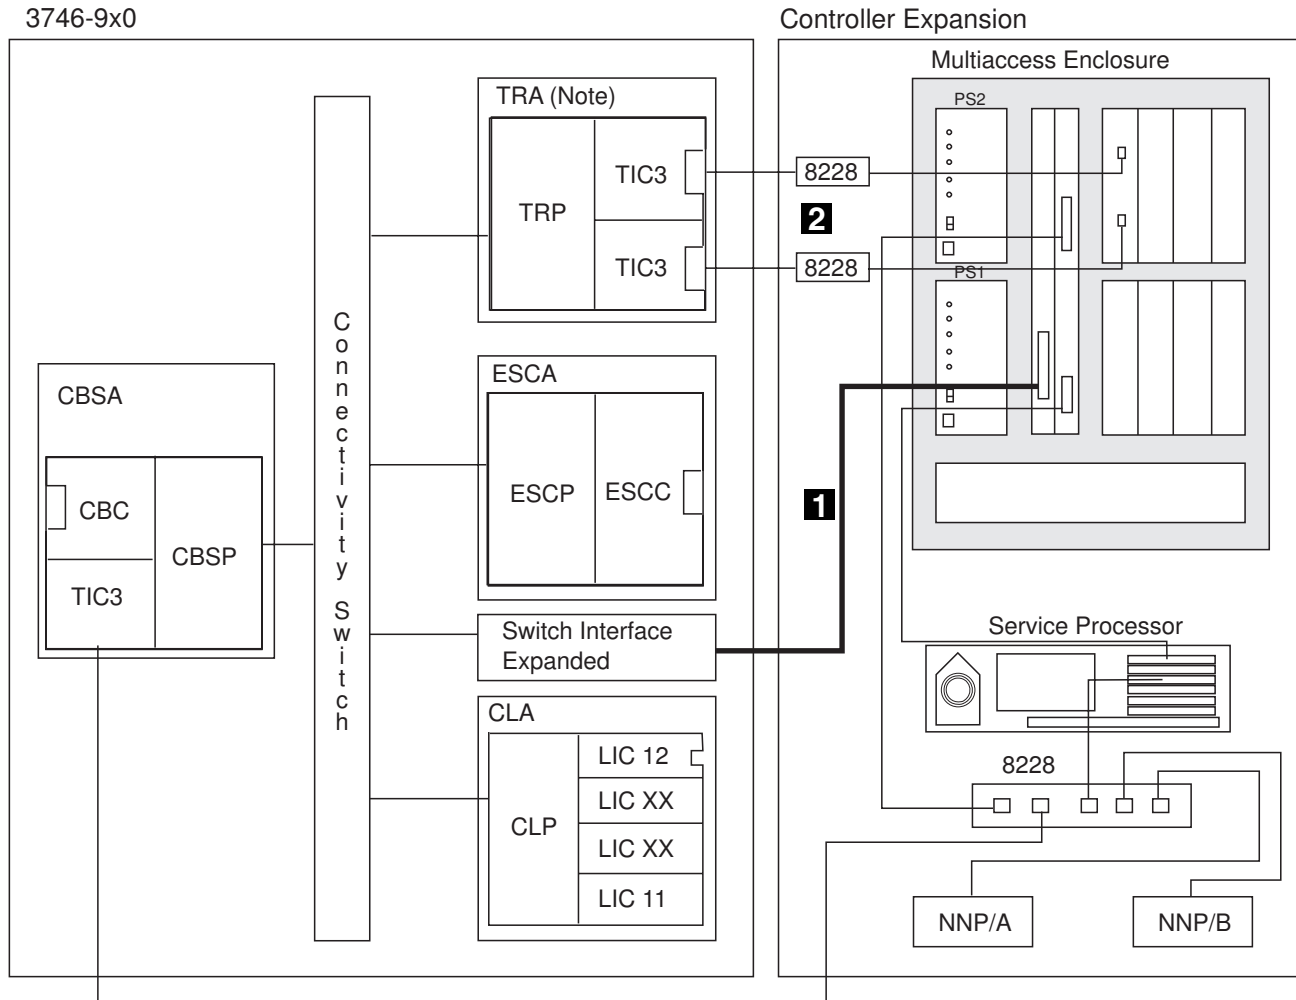 3746-9x0
Controller Expansion
Multiaccess Enclosure
TRA (Note)
TRP
TIC3
TIC3
8228
2
8228
PS2
PS1
Connectivity Switch
CBSA
CBC
TIC3
CBSP
ESCA
ESCP
ESCC
1
Switch Interface
Expanded
CLA
CLP
LIC 12
LIC XX
LIC XX
LIC 11
Service Processor
8228
NNP/A
NNP/B